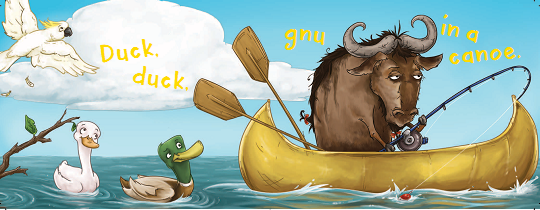 Duck.
duck.
gnu
in a
canoe.